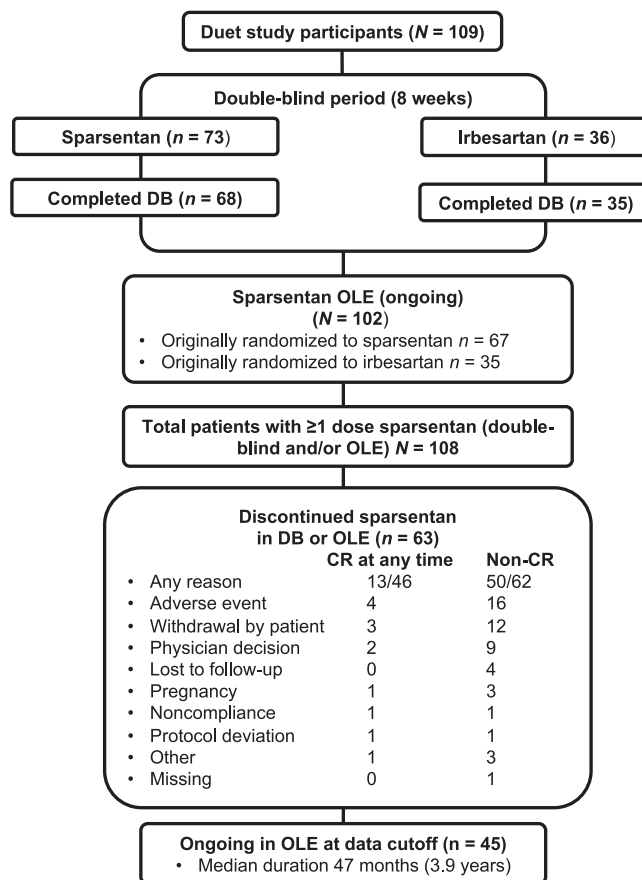 Duet study participants (N = 109)
Double-blind period (8 weeks)
Sparsentan (n = 73)
Irbesartan (n = 36)
Completed DB (n = 68)
Completed DB (n = 35)
Sparsentan OLE (ongoing)
(N = 102)
• Originally randomized to sparsentan n = 67
• Originally randomized to irbesartan n = 35
Total patients with ≥1 dose sparsentan (double-
blind and/or OLE) N = 108
Discontinued sparsentan
in DB or OLE (n = 63)
CR at any time Non-CR
• Any reason 13/46 50/62
• Adverse event 4 16
• Withdrawal by patient 3 12
• Physician decision 2 9
• Lost to follow-up 0 4
• Pregnancy 1 3
• Noncompliance 1 1
• Protocol deviation 1 1
• Other 1 3
• Missing 0 1
Ongoing in OLE at data cutoff (n = 45)
• Median duration 47 months (3.9 years)